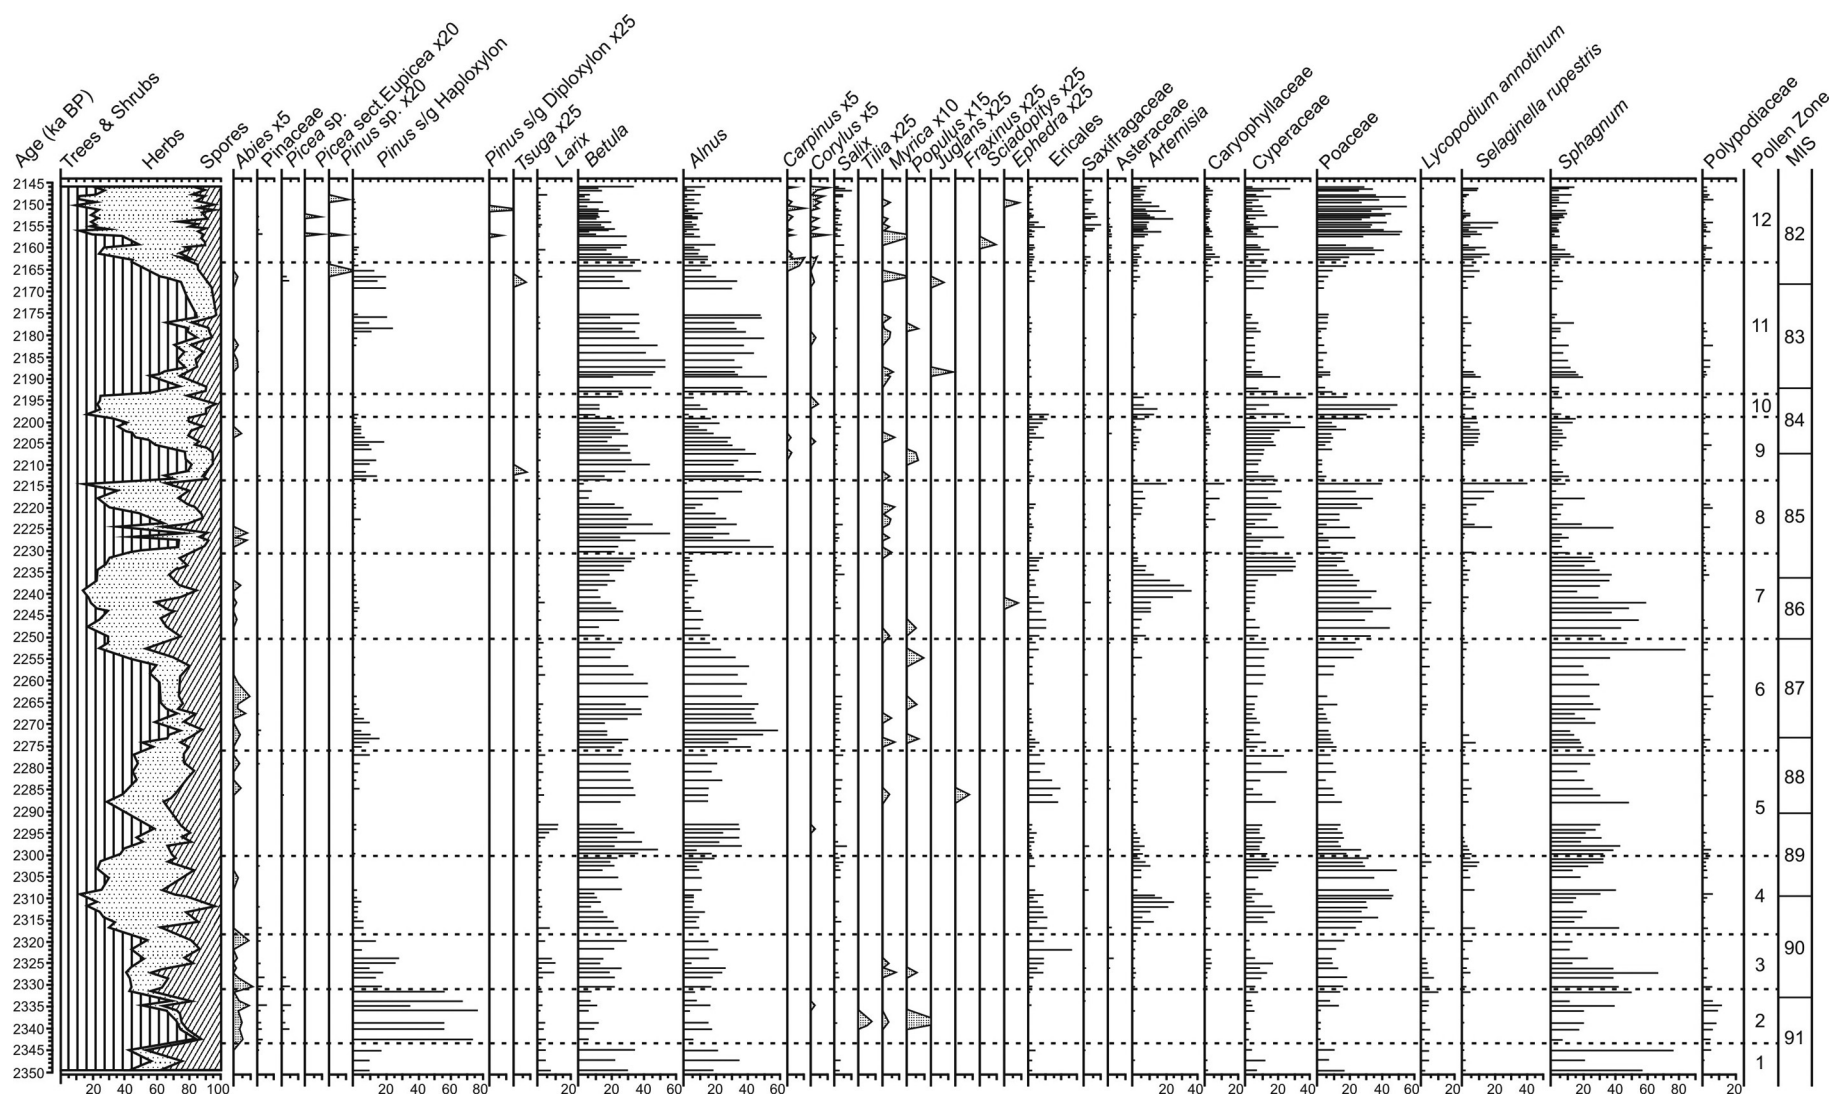 Age (ka BP)
Trees & Shrubs
Herbs
Spores
Abies x5
Pinaceae
Picea sp.
Picea sect.Eupicea x20
Pinus sp. x20
Pinus s/g Haploxylon
Pinus s/g Diploxylon x25
Tsuga x25
Larix
Betula
Alnus
Carpinus x5
Corylus x5
Salix
Tilia x25
Myrica x10
Populus x15
Juglans x25
Fraxinus x25
Sciadopitys x25
Ephedra x25
Ericales
Saxifragaceae
Asteraceae
Artemisia
Caryophyllaceae
Cyperaceae
Poaceae
Lycopodium annotinum
Selaginella rupestris
Sphagnum
Polypodiaceae
Pollen Zone
MIS
2145
2150
2155
2160
2165
2170
2175
2180
2185
2190
2195
2200
2205
2210
2215
2220
2225
2230
2235
2240
2245
2250
2255
2260
2265
2270
2275
2280
2285
2290
2295
2300
2305
2310
2315
2320
2325
2330
2335
2340
2345
2350
12
11
10
9
8
7
6
5
4
3
2
1
82
83
84
85
86
87
88
89
90
91
20 40 60 80 100
20 40 60 80
20
20 40 60
20 40 60
20 40
20 40
20 40 60
20
20 40
20 40 60 80
20